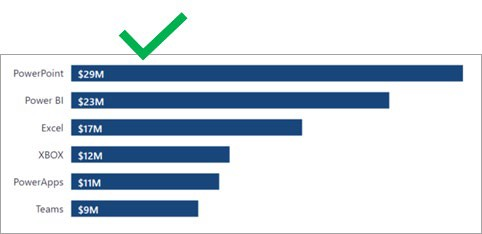 PowerPoint $29M
Power BI $23M
Excel $17M
XBOX $12M
PowerApps $11M
Teams $9M